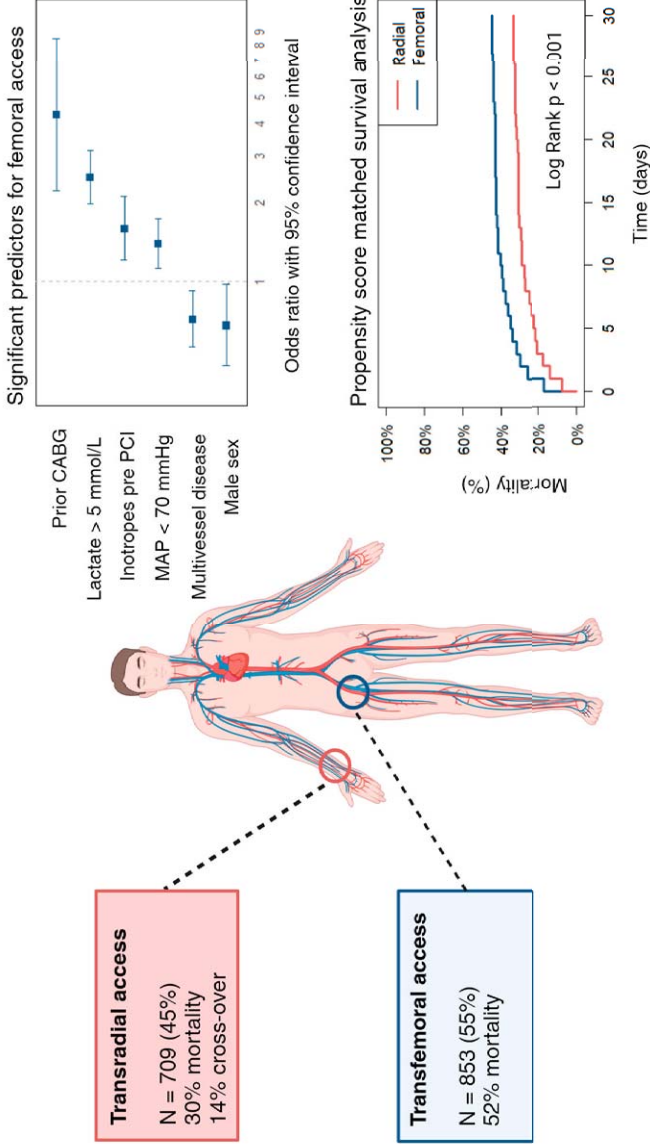 Transradial access
N = 709 (45%)
30% mortality
14% cross-over
Transfemoral access
N = 853 (55%)
52% mortality
Significant predictors for femoral access
Prior CABG
Lactate > 5 mmol/L
Inotropes pre PCI
MAP < 70 mmHg
Multivessel disease
Male sex
1 2 3 4 5 6 7 8 9
Odds ratio with 95% confidence interval
Propensity score matched survival analysis
Radial
Femoral
Log Rank p < 0.001
100%
80%
60%
40%
20%
0%
Mortality (%)
0 5 10 15 20 25 30
Time (days)